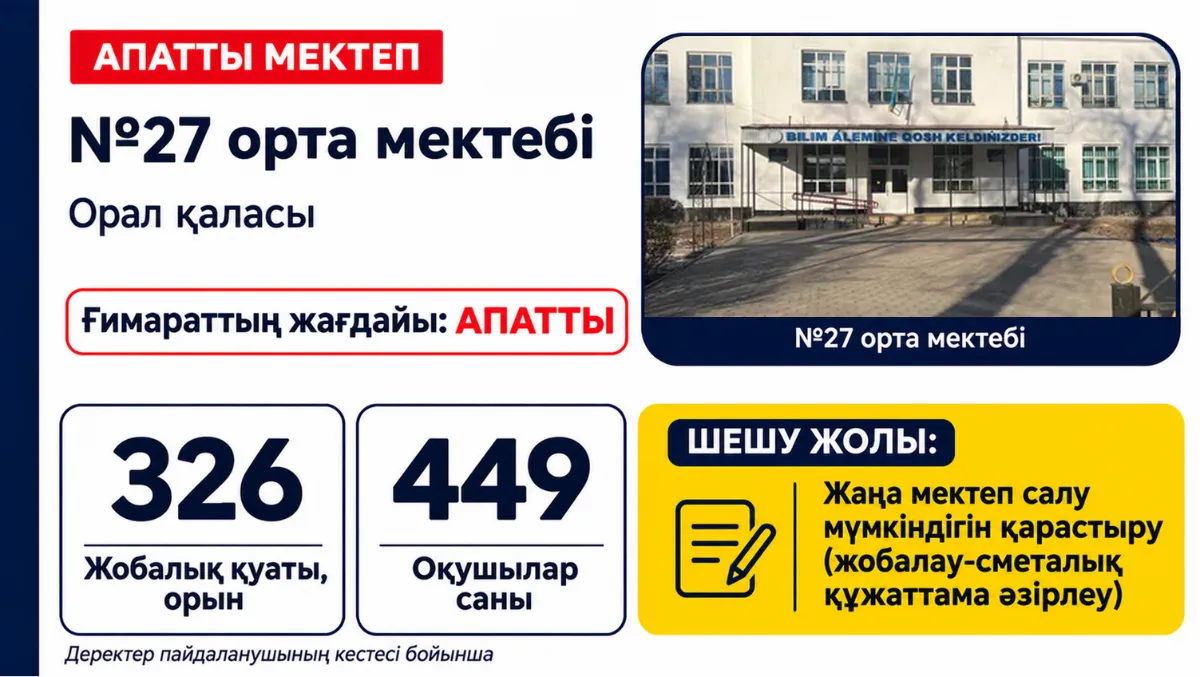 АПАТТЫ МЕКТЕП
№27 орта мектебі
Орал қаласы
Ғимараттың жағдайы: АПАТТЫ
BILIM ÁLEMINE QOSH KELDIŃIZDER!
№27 орта мектебі
326
Жобалық қуаты,
орын
449
Оқушылар
саны
ШЕШУ ЖОЛЫ:
Жаңа мектеп салу
мүмкіндігін қарастыру
(жобалау-сметалық
құжаттама әзірлеу)
Деректер пайдаланушының кестесі бойынша